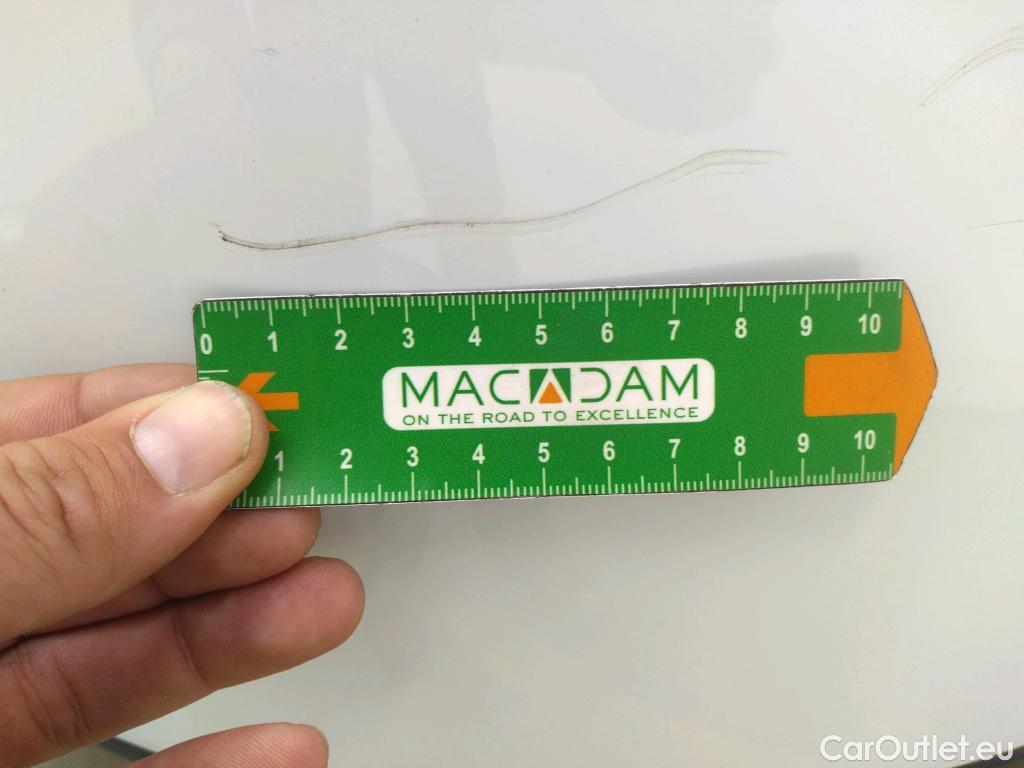 0 1 2 3 4 5 6 7 8 9 10
MACADAM
ON THE ROAD TO EXCELLENCE
1 2 3 4 5 6 7 8 9 10
CarOutlet.eu